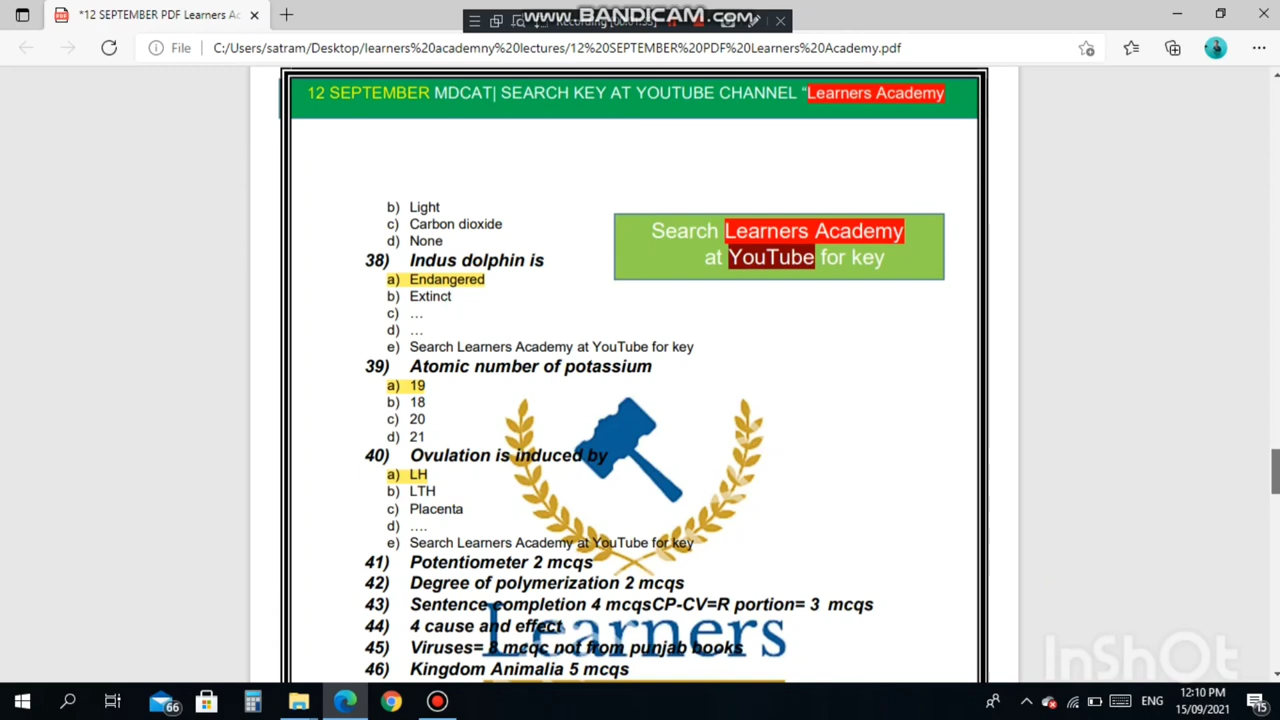 *12 SEPTEMBER PDF Learners Ac
www.BANDICAM.com
File
C:/Users/satram/Desktop/learners%20academny%20lectures/12%20SEPTEMBER%20PDF%20Learners%20Academy.pdf
12 SEPTEMBER MDCAT| SEARCH KEY AT YOUTUBE CHANNEL “Learners Academy
b) Light
c) Carbon dioxide
d) None
Search Learners Academy
at YouTube for key
38) Indus dolphin is
a) Endangered
b) Extinct
c) …
d) …
e) Search Learners Academy at YouTube for key
39) Atomic number of potassium
a) 19
b) 18
c) 20
d) 21
40) Ovulation is induced by
a) LH
b) LTH
c) Placenta
d) ….
e) Search Learners Academy at YouTube for key
41) Potentiometer 2 mcqs
42) Degree of polymerization 2 mcqs
43) Sentence completion 4 mcqsCP-CV=R portion= 3 mcqs
44) 4 cause and effect
45) Viruses= 8 mcqc not from punjab books
Learners
46) Kingdom Animalia 5 mcqs
InShOt
66
ENG
12:10 PM
15/09/2021
15